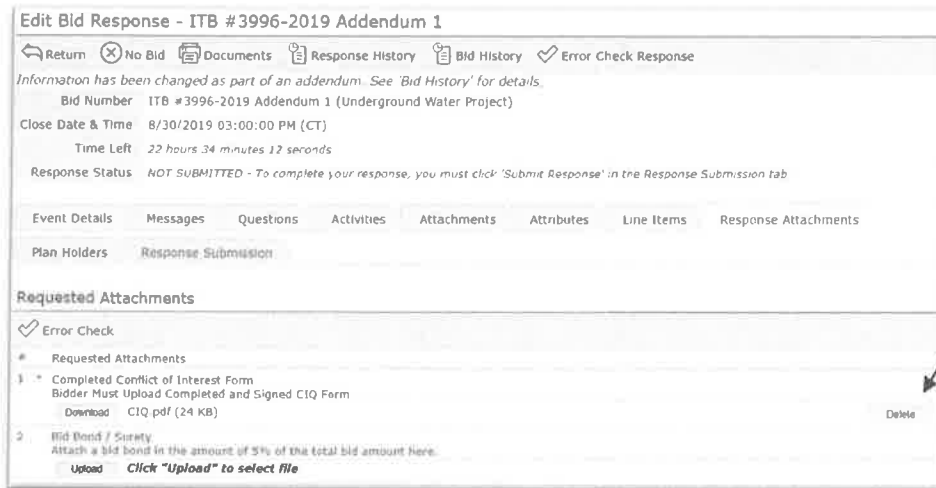 Edit Bid Response - ITB #3996-2019 Addendum 1
Return No Bid Documents Response History Bid History Error Check Response
Information has been changed as part of an addendum. See 'Bid History' for details.
Bid Number ITB #3996-2019 Addendum 1 (Underground Water Project)
Close Date & Time 8/30/2019 03:00:00 PM (CT)
Time Left 22 hours 34 minutes 12 seconds
Response Status NOT SUBMITTED - To complete your response, you must click 'Submit Response' in the Response Submission tab
Event Details Messages Questions Activities Attachments Attributes Line Items Response Attachments
Plan Holders Response Submission
Requested Attachments
Error Check
# Requested Attachments
1 * Completed Conflict of Interest Form
Bidder Must Upload Completed and Signed CIQ Form
Download CIQ.pdf (24 KB) Delete
2 Bid Bond / Surety
Attach a bid bond in the amount of 5% of the total bid amount here.
Upload Click "Upload" to select file